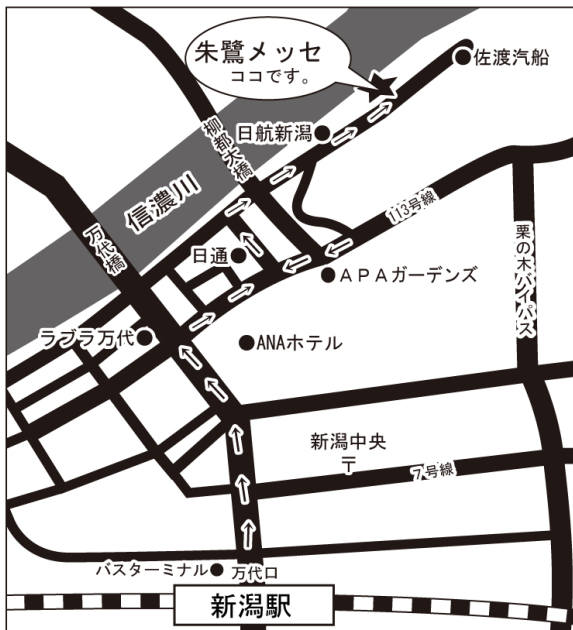 朱鷺メッセ
ココです。
佐渡汽船
柳都大橋
日航新潟
信濃川
113号線
栗の木バイパス
万代橋
日通
ＡＰＡガーデンズ
ラブラ万代
ANAホテル
新潟中央
〒
7号線
バスターミナル
万代口
新潟駅